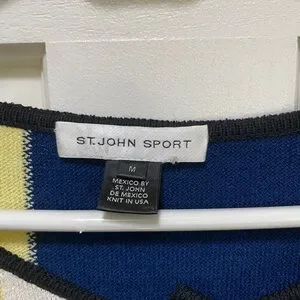 ST. JOHN SPORT
M
MEXICO BY
ST. JOHN
DE MEXICO
KNIT IN USA